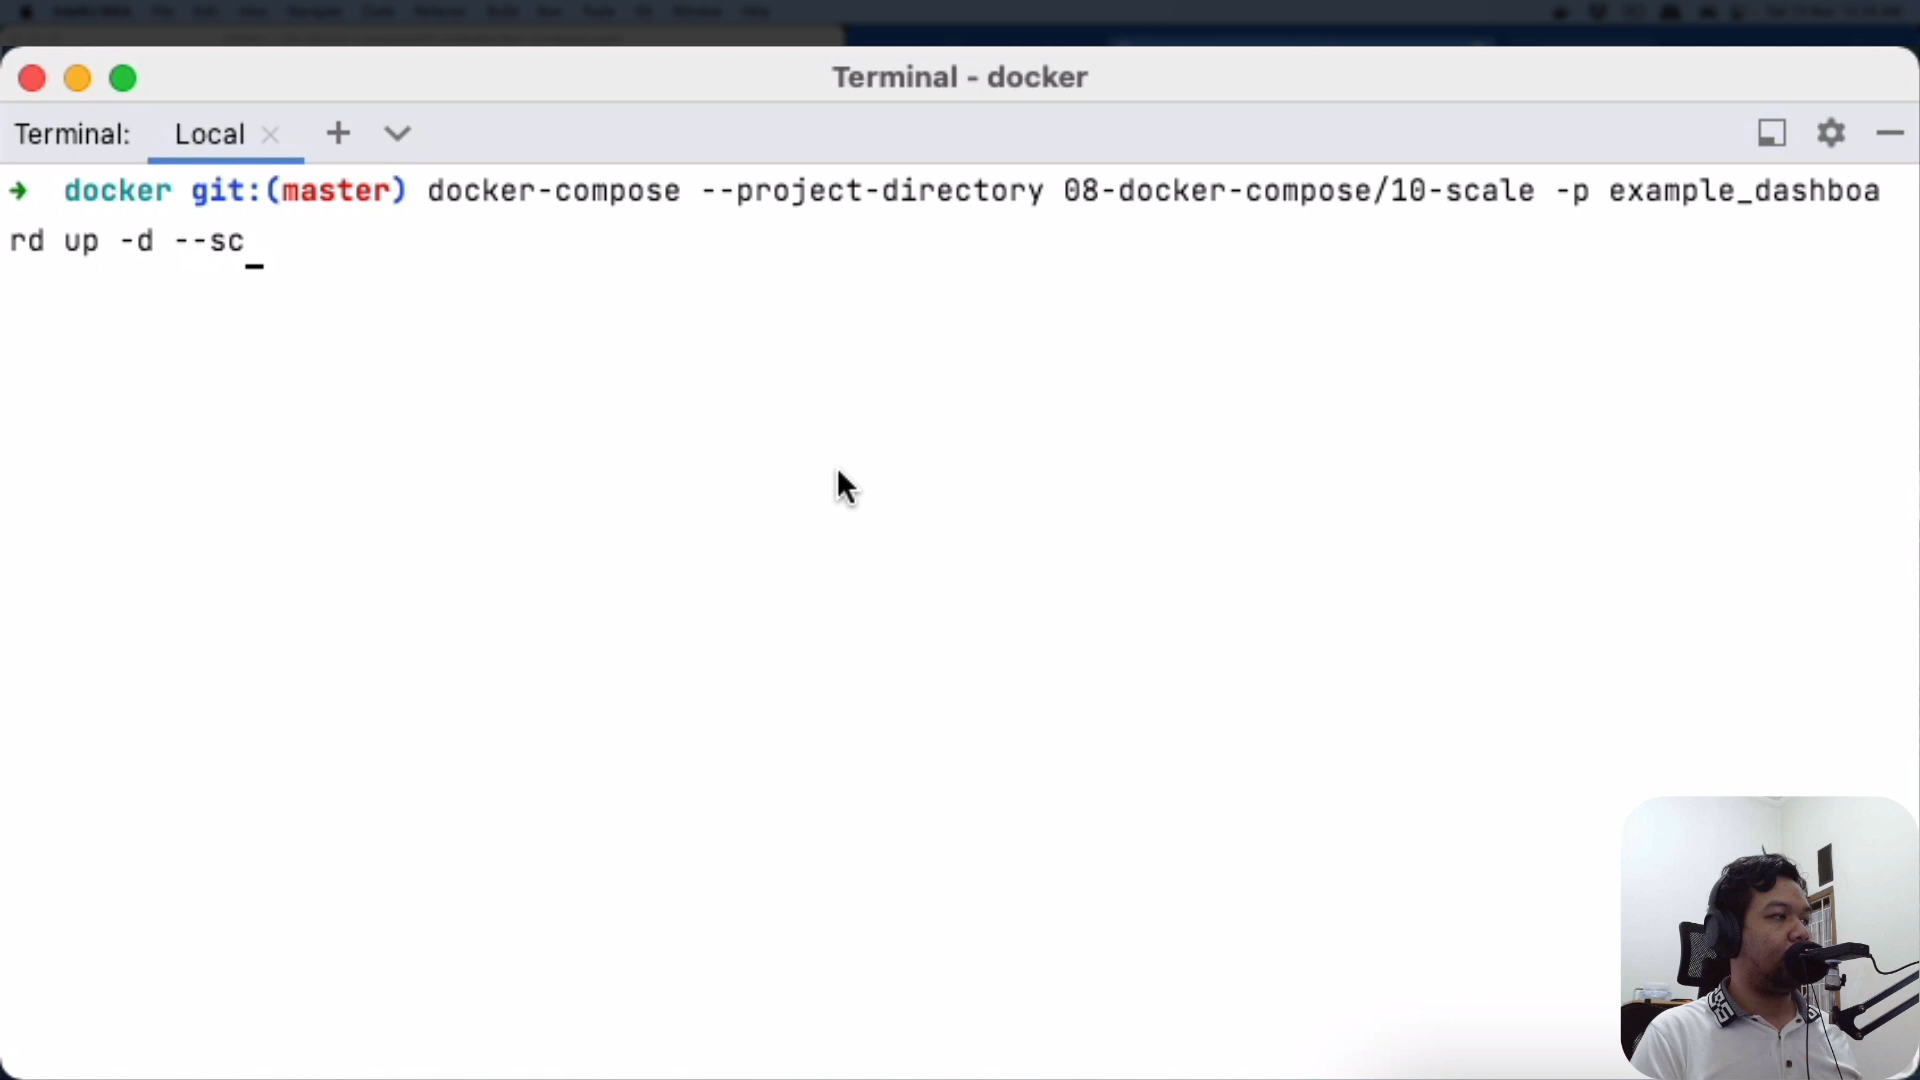 Terminal - docker
Terminal: Local
➜ docker git:(master) docker-compose --project-directory 08-docker-compose/10-scale -p example_dashboa
rd up -d --sc_